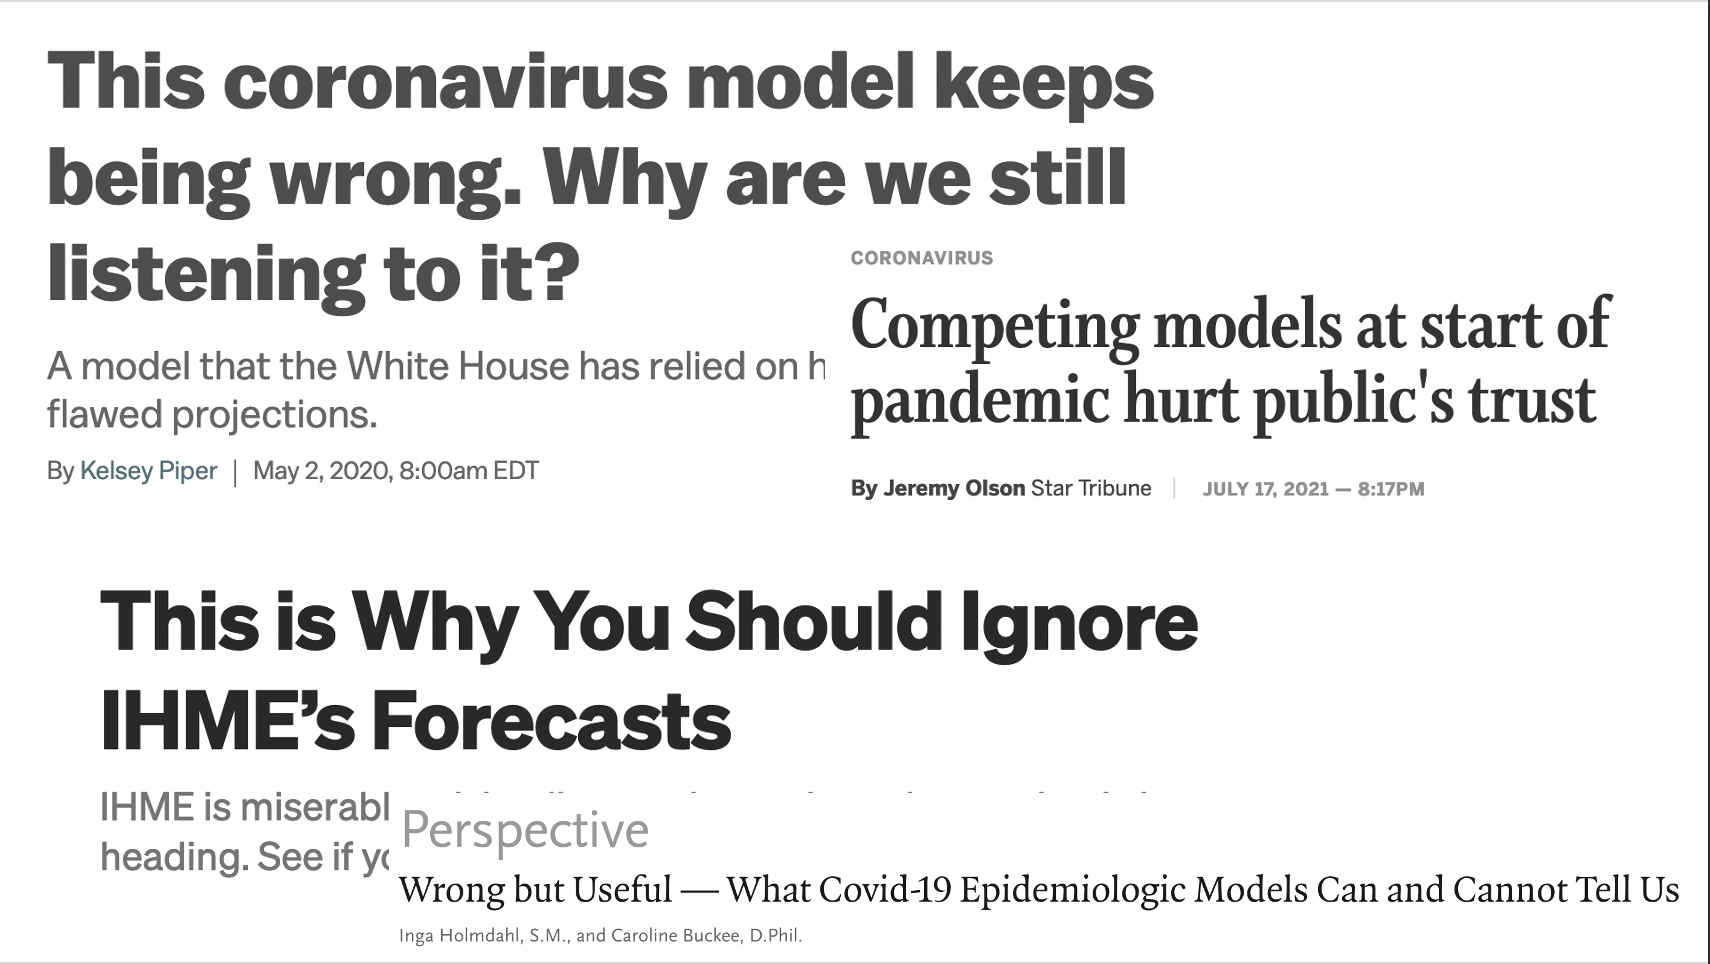 This coronavirus model keeps
being wrong. Why are we still
listening to it?
A model that the White House has relied on
flawed projections.
By Kelsey Piper | May 2, 2020, 8:00am EDT
CORONAVIRUS
Competing models at start of
pandemic hurt public's trust
By Jeremy Olson Star Tribune | JULY 17, 2021 — 8:17PM
This is Why You Should Ignore
IHME’s Forecasts
IHME is
heading. See if
Perspective
Wrong but Useful — What Covid-19 Epidemiologic Models Can and Cannot Tell Us
Inga Holmdahl, S.M., and Caroline Buckee, D.Phil.